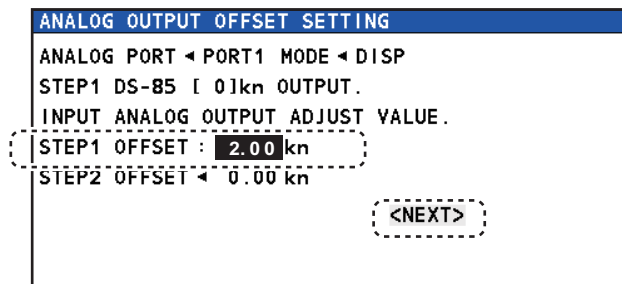 ANALOG OUTPUT OFFSET SETTING
ANALOG PORT ◄ PORT1 MODE ◄ DISP
STEP1 DS-85 [ 0]kn OUTPUT.
INPUT ANALOG OUTPUT ADJUST VALUE.
STEP1 OFFSET : 2.00 kn
STEP2 OFFSET ◄ 0.00 kn
<NEXT>